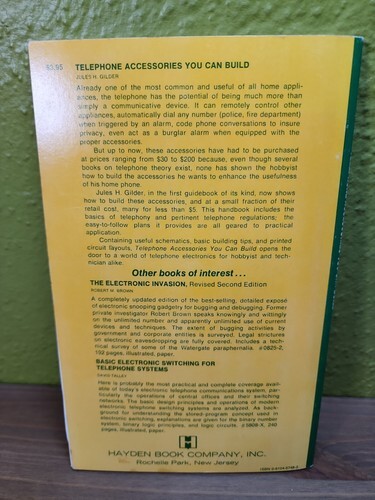 $5.95
TELEPHONE ACCESSORIES YOU CAN BUILD
JULES H. GILDER
Already one of the most common and useful of all home appli-
ances, the telephone has the potential of being much more than
simply a communicative device. It can remotely control other
appliances, automatically dial any number (police, fire department)
when triggered by an alarm, code phone conversations to insure
privacy, even act as a burglar alarm when equipped with the
proper accessories.
But up to now, these accessories have had to be purchased
at prices ranging from $30 to $200 because, even though several
books on telephone theory exist, none has shown the hobbyist
how to build the accessories he wants to enhance the usefulness
of his home phone.
Jules H. Gilder, in the first guidebook of its kind, now shows
how to build these accessories, and at a small fraction of their
retail cost, many for less than $5. This handbook includes the
basics of telephony and pertinent telephone regulations; the
easy-to-follow plans it provides are all geared to practical
application.
Containing useful schematics, basic building tips, and printed
circuit layouts, Telephone Accessories You Can Build opens the
door to a world of telephone electronics for hobbyist and tech-
nician alike.
Other books of interest...
THE ELECTRONIC INVASION, Revised Second Edition
ROBERT M. BROWN
A completely updated edition of the best-selling, detailed exposé
of electronic snooping gadgetry for bugging and debugging. Former
private investigator Robert Brown speaks knowingly and wittingly
on the unlimited number and apparently unlimited use of current
devices and techniques. The extent of bugging activities by
government and corporate entities is surveyed. Legal strictures
on electronic eavesdropping are fully covered. Includes a tech-
nical survey of some of the Watergate paraphernalia. #0825-2,
192 pages, illustrated, paper.
BASIC ELECTRONIC SWITCHING FOR
TELEPHONE SYSTEMS
DAVID TALLEY
Here is probably the most practical and complete coverage avail-
able of today's electronic telephone communications system, par-
ticularly the operations of central offices and their switching
networks. The basic design principles and operations of modern
electronic telephone switching systems are analyzed. As back-
ground for understanding the stored-program concept used in
electronic switching, explanations are given for the binary number
system, binary logic principles, and logic circuits. #5808-X, 240
pages, illustrated, paper.
H
HAYDEN BOOK COMPANY, INC.
Rochelle Park, New Jersey